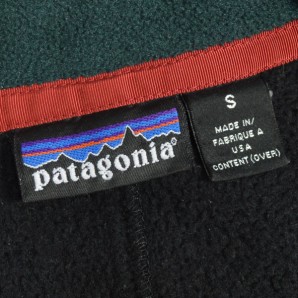 patagonia®
S
MADE IN/
FABRIQUE A
USA
CONTENT (OVER)